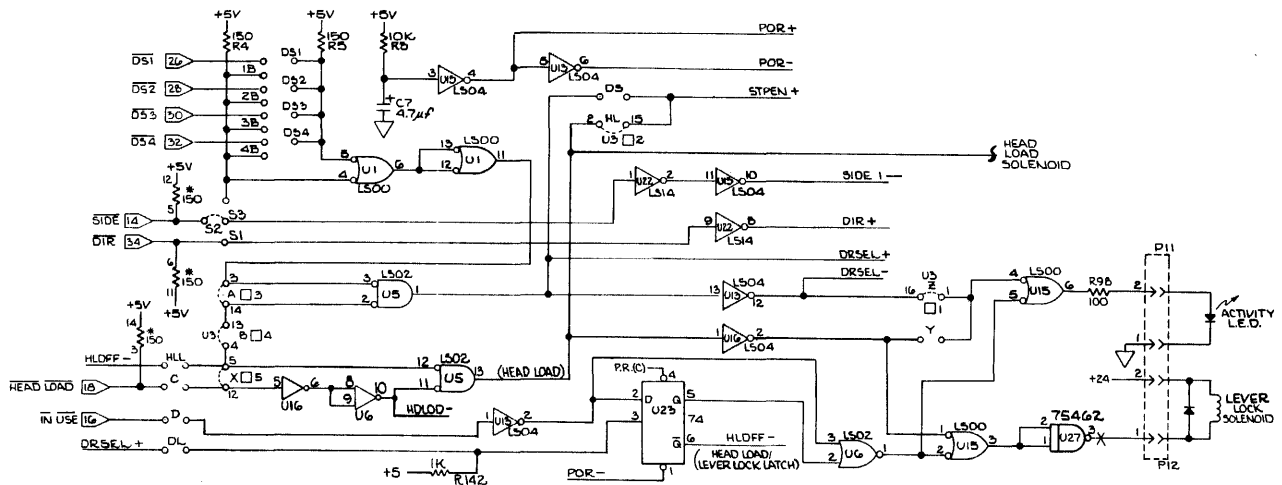 +5V +5V +5V
150 R4
150 R5
10K R8
POR+
DS1 26
DS1
3 U15 4
LS04
5 U13 6
LS04
POR-
1B
DS2 28
DS2
DS
STPEN+
2B
C7
4.7µf
DS3 30
DS3
3B
2 HL 15
U3 2
DS4 32
DS4
LS00
4B
5
4
U1
6
LS00
13
12
U1
11
HEAD
LOAD
SOLENOID
+5V
12
*
150
5
1 U22 2
LS14
11 U15 10
LS04
SIDE 1-
SIDE 14
S2
S3
DIR 34
S1
9 U22 8
LS14
DIR+
6
*
150
11
+5V
DRSEL+
DRSEL-
P11
3
A 3
14
3
2
LS02
U5
1
13 U13 12
LS04
U3
16 Z 1
1
4
5
LS00
U15
6
R98
100
2
ACTIVITY
L.E.D.
+5V
14
*
150
3
13
U3 B 4
4
1 U16 2
LS04
Y
1
HLDFF-
HLL
5
X 5
12
12
11
LS02
U5
13
(HEAD LOAD)
P.R.(C)
4
+24
2
HEAD LOAD 18
C
5 U16 6
8
9
U6
10
HDLOD-
LEVER
LOCK
SOLENOID
IN USE 16
D
1 U13 2
LS04
2 D Q 5
U23
74
3
Q 6
1
HLDFF-
HEAD LOAD/
(LEVER LOCK LATCH)
3
2
LS02
U6
1
1
2
LS00
U15
3
75462
2
1
U27
3
X
1
P12
DRSEL+
DL
+5
1K
R142
POR-